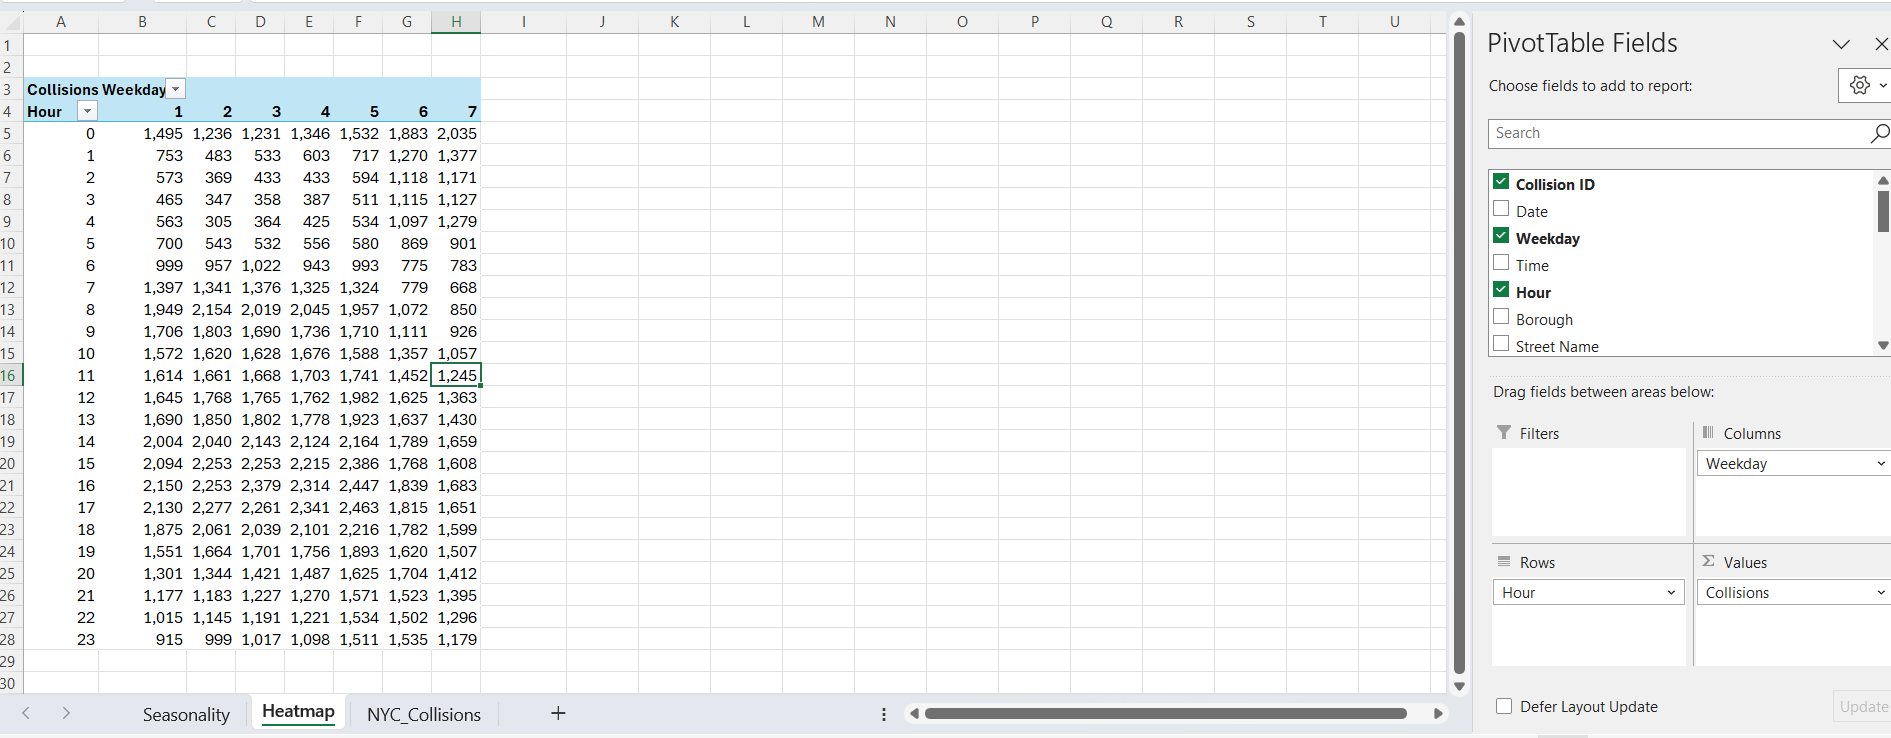 A B C D E F G H I J K L M N O P Q R S T U
1
2
3 Collisions Weekday
4 Hour 1 2 3 4 5 6 7
5 0 1,495 1,236 1,231 1,346 1,532 1,883 2,035
6 1 753 483 533 603 717 1,270 1,377
7 2 573 369 433 433 594 1,118 1,171
8 3 465 347 358 387 511 1,115 1,127
9 4 563 305 364 425 534 1,097 1,279
10 5 700 543 532 556 580 869 901
11 6 999 957 1,022 943 993 775 783
12 7 1,397 1,341 1,376 1,325 1,324 779 668
13 8 1,949 2,154 2,019 2,045 1,957 1,072 850
14 9 1,706 1,803 1,690 1,736 1,710 1,111 926
15 10 1,572 1,620 1,628 1,676 1,588 1,357 1,057
16 11 1,614 1,661 1,668 1,703 1,741 1,452 1,245
17 12 1,645 1,768 1,765 1,762 1,982 1,625 1,363
18 13 1,690 1,850 1,802 1,778 1,923 1,637 1,430
19 14 2,004 2,040 2,143 2,124 2,164 1,789 1,659
20 15 2,094 2,253 2,253 2,215 2,386 1,768 1,608
21 16 2,150 2,253 2,379 2,314 2,447 1,839 1,683
22 17 2,130 2,277 2,261 2,341 2,463 1,815 1,651
23 18 1,875 2,061 2,039 2,101 2,216 1,782 1,599
24 19 1,551 1,664 1,701 1,756 1,893 1,620 1,507
25 20 1,301 1,344 1,421 1,487 1,625 1,704 1,412
26 21 1,177 1,183 1,227 1,270 1,571 1,523 1,395
27 22 1,015 1,145 1,191 1,221 1,534 1,502 1,296
28 23 915 999 1,017 1,098 1,511 1,535 1,179
29
30
Seasonality Heatmap NYC_Collisions
PivotTable Fields
Choose fields to add to report:
Search
Collision ID
Date
Weekday
Time
Hour
Borough
Street Name
Drag fields between areas below:
Filters Columns
Weekday
Rows Values
Hour Collisions
Defer Layout Update Update